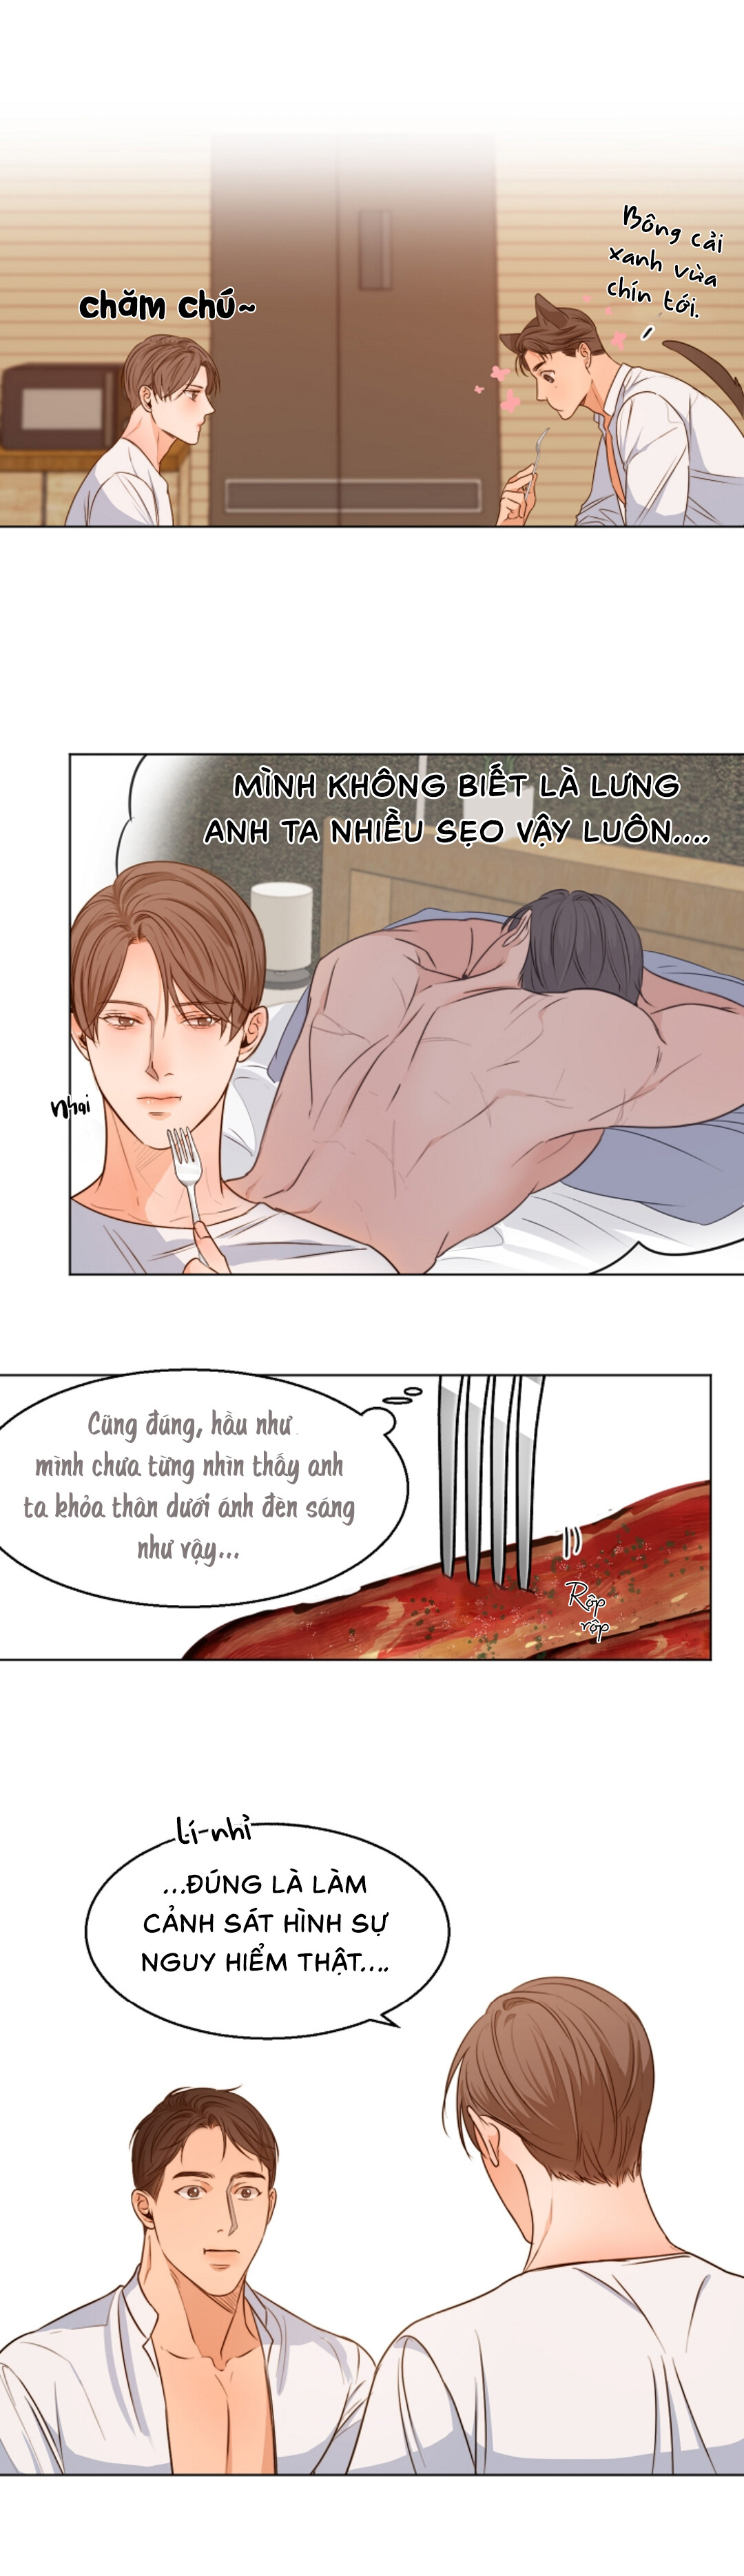 Bông cải
xanh vừa
chín tới.
chăm chú~
MÌNH KHÔNG BIẾT LÀ LƯNG
ANH TA NHIỀU SẸO VẬY LUÔN....
Nhai
Cũng đúng, hầu như
mình chưa từng nhìn thấy anh
ta khỏa thân dưới ánh đèn sáng
như vậy...
Rộp
rộp
lí-nhỉ
...ĐÚNG LÀ LÀM
CẢNH SÁT HÌNH SỰ
NGUY HIỂM THẬT....